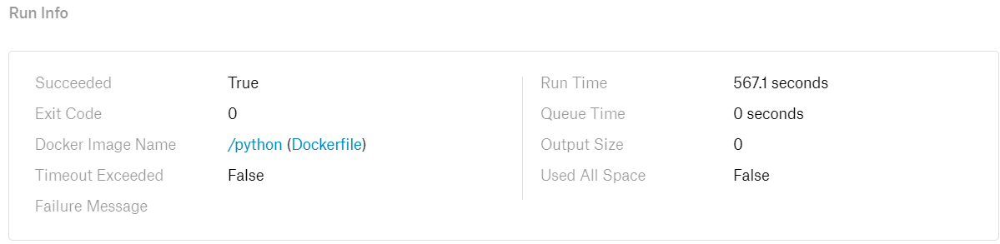 Run Info
Succeeded True
Exit Code 0
Docker Image Name /python (Dockerfile)
Timeout Exceeded False
Failure Message
Run Time 567.1 seconds
Queue Time 0 seconds
Output Size 0
Used All Space False